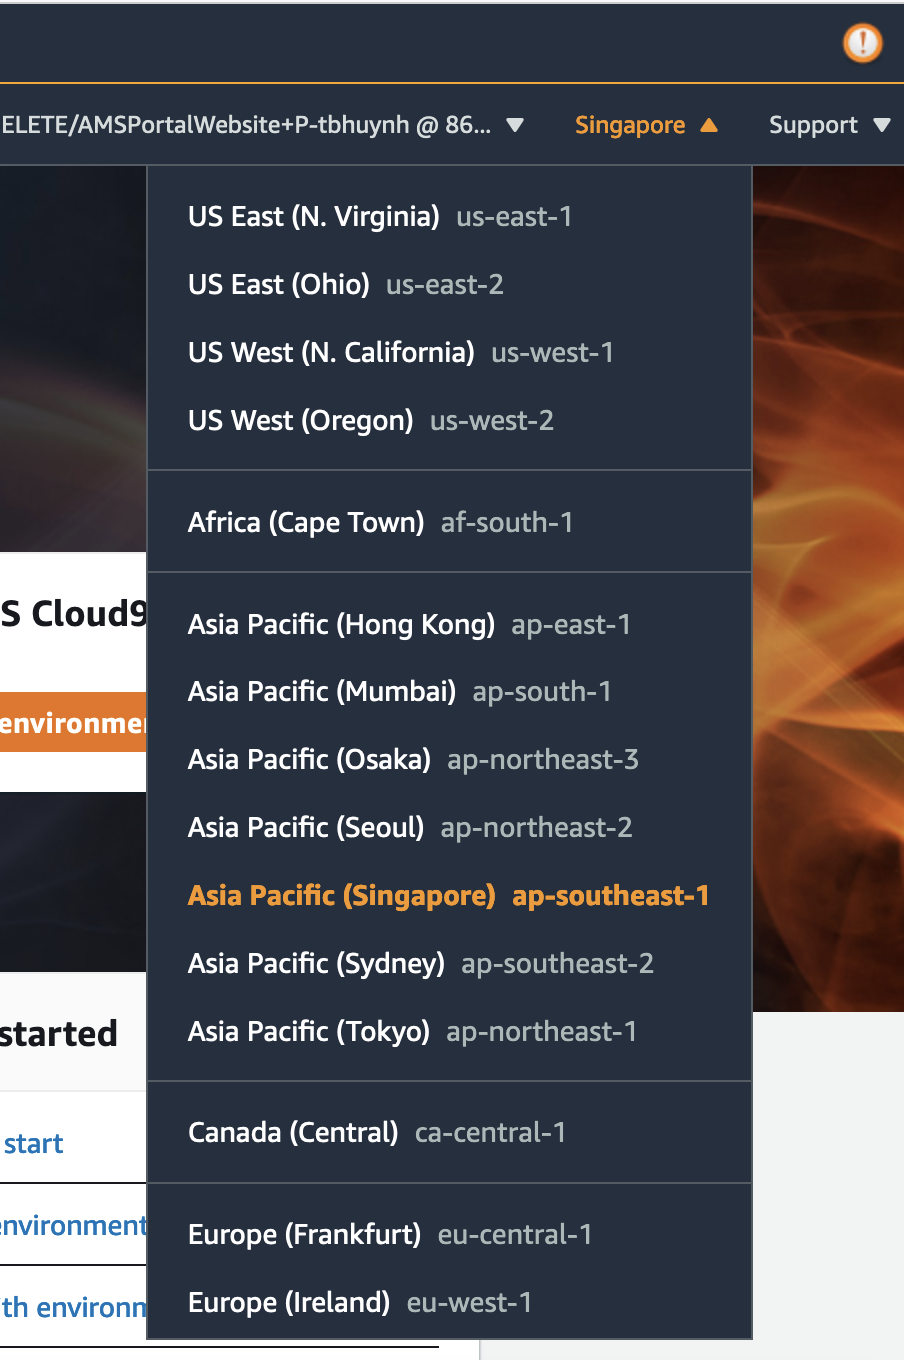 ELETE/AMSPortalWebsite+P-tbhuynh @ 86... Singapore Support
US East (N. Virginia) us-east-1
US East (Ohio) us-east-2
US West (N. California) us-west-1
US West (Oregon) us-west-2
Africa (Cape Town) af-south-1
S Cloud9
Asia Pacific (Hong Kong) ap-east-1
Asia Pacific (Mumbai) ap-south-1
environme
Asia Pacific (Osaka) ap-northeast-3
Asia Pacific (Seoul) ap-northeast-2
Asia Pacific (Singapore) ap-southeast-1
Asia Pacific (Sydney) ap-southeast-2
Asia Pacific (Tokyo) ap-northeast-1
started
Canada (Central) ca-central-1
start
environment
Europe (Frankfurt) eu-central-1
Europe (Ireland) eu-west-1
th environ